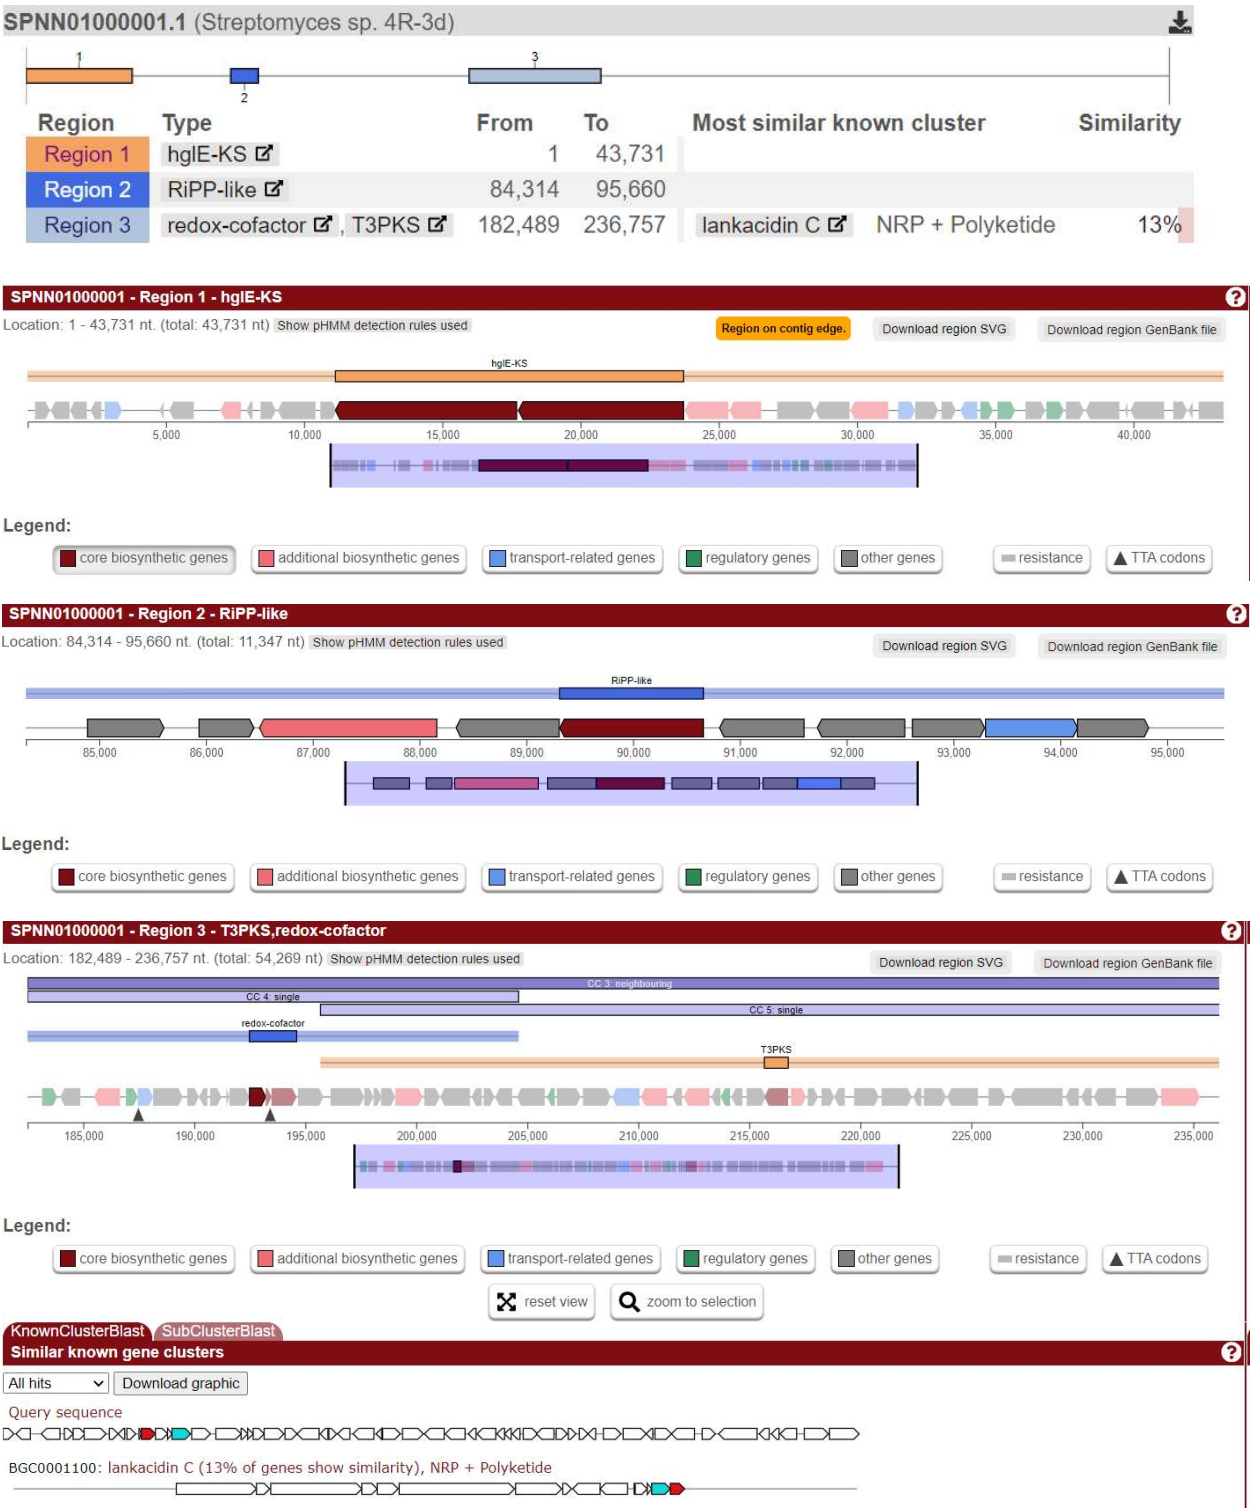 SPNN01000001.1 (Streptomyces sp. 4R-3d)
1 2 3
Region Type From To Most similar known cluster Similarity
Region 1 hglE-KS 1 43,731
Region 2 RiPP-like 84,314 95,660
Region 3 redox-cofactor , T3PKS 182,489 236,757 lankacidin C NRP + Polyketide 13%
SPNN01000001 - Region 1 - hglE-KS ?
Location: 1 - 43,731 nt. (total: 43,731 nt) Show pHMM detection rules used Region on contig edge. Download region SVG Download region GenBank file
hglE-KS
5,000 10,000 15,000 20,000 25,000 30,000 35,000 40,000
Legend:
core biosynthetic genes additional biosynthetic genes transport-related genes regulatory genes other genes resistance TTA codons
SPNN01000001 - Region 2 - RiPP-like ?
Location: 84,314 - 95,660 nt. (total: 11,347 nt) Show pHMM detection rules used Download region SVG Download region GenBank file
RiPP-like
85,000 86,000 87,000 88,000 89,000 90,000 91,000 92,000 93,000 94,000 95,000
Legend:
core biosynthetic genes additional biosynthetic genes transport-related genes regulatory genes other genes resistance TTA codons
SPNN01000001 - Region 3 - T3PKS,redox-cofactor ?
Location: 182,489 - 236,757 nt. (total: 54,269 nt) Show pHMM detection rules used Download region SVG Download region GenBank file
CC 3: neighbouring
CC 4: single
CC 5: single
redox-cofactor
T3PKS
185,000 190,000 195,000 200,000 205,000 210,000 215,000 220,000 225,000 230,000 235,000
Legend:
core biosynthetic genes additional biosynthetic genes transport-related genes regulatory genes other genes resistance TTA codons
reset view zoom to selection
KnownClusterBlast SubClusterBlast
Similar known gene clusters ?
All hits Download graphic
Query sequence
BGC0001100: lankacidin C (13% of genes show similarity), NRP + Polyketide